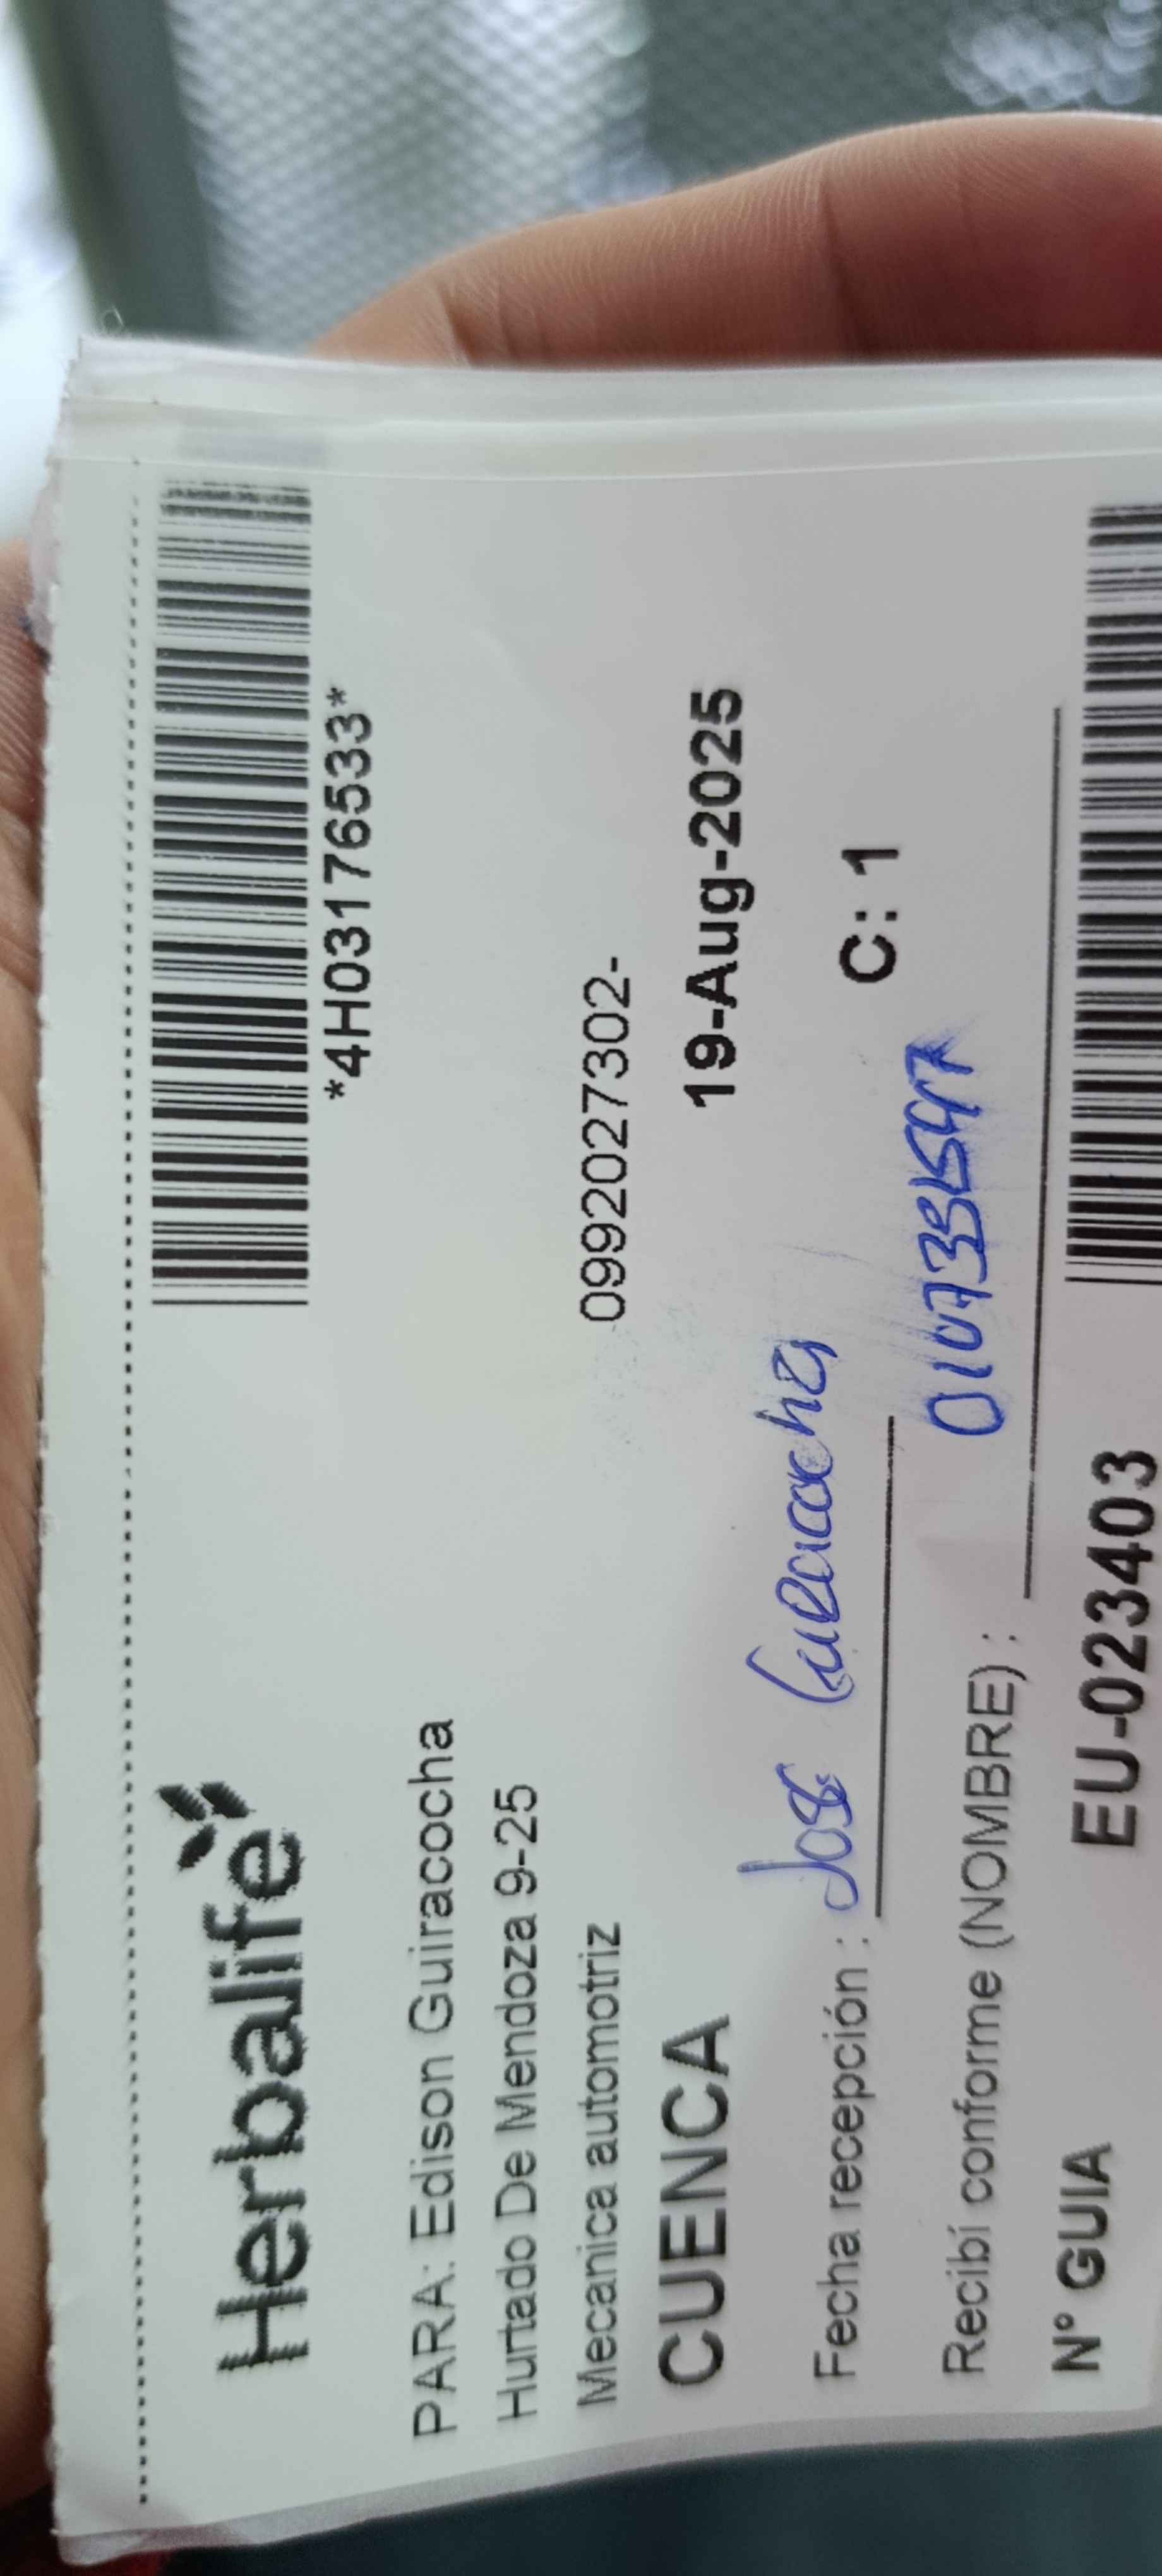 Herbalife
*4H03176533*
PARA: Edison Guiracocha
Hurtado De Mendoza 9-25
Mecanica automotriz 0992027302-
CUENCA 19-Aug-2025
Fecha recepción : José
C: 1
Recibí conforme (NOMBRE) :
N° GUIA EU-023403